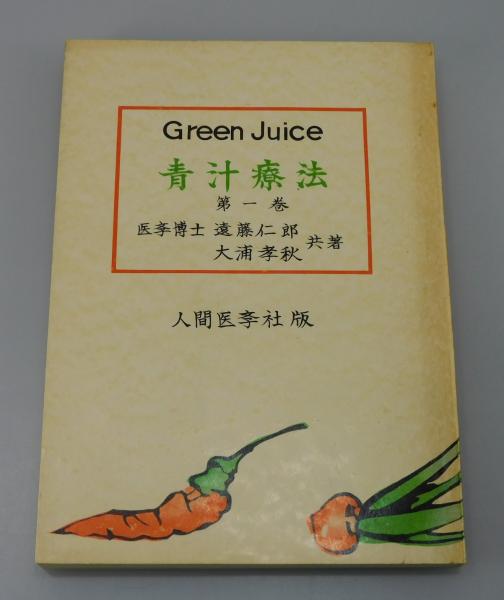 Green Juice
青汁療法
第一巻
医学博士 遠藤仁郎
大浦孝秋 共著
人間医学社版